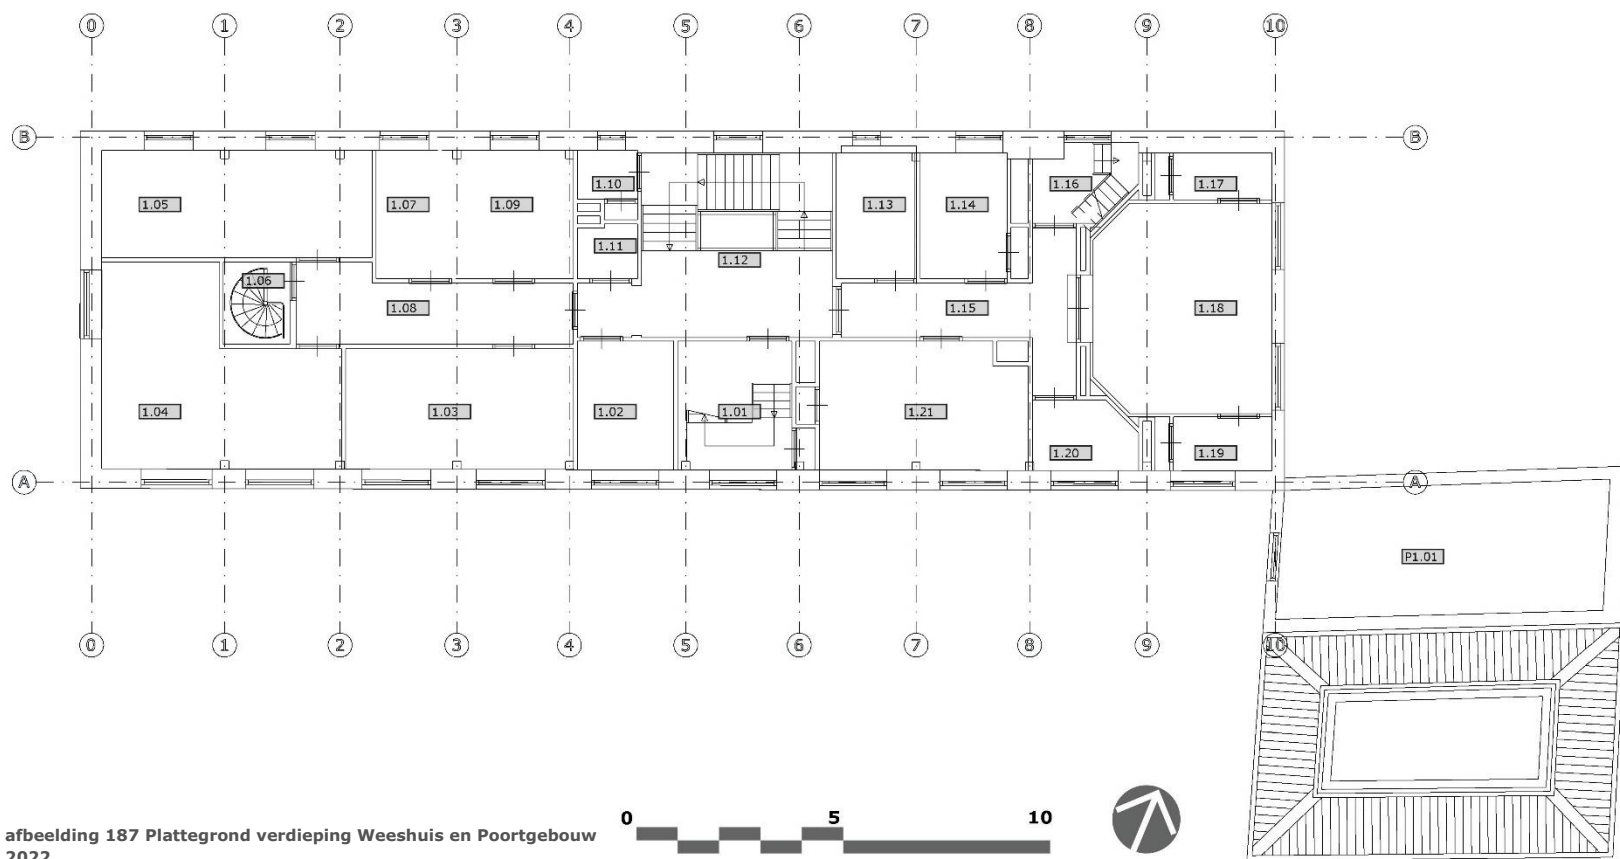 0 1 2 3 4 5 6 7 8 9 10
B B
1.10 1.16 1.17
1.05 1.07 1.09 1.13 1.14
1.11
1.12
1.06
1.08 1.15 1.18
1.04 1.03 1.02 1.01 1.21
1.20 1.19
A A
P1.01
0 1 2 3 4 5 6 7 8 9 10
0 5 10
afbeelding 187 Plattegrond verdieping Weeshuis en Poortgebouw
2022